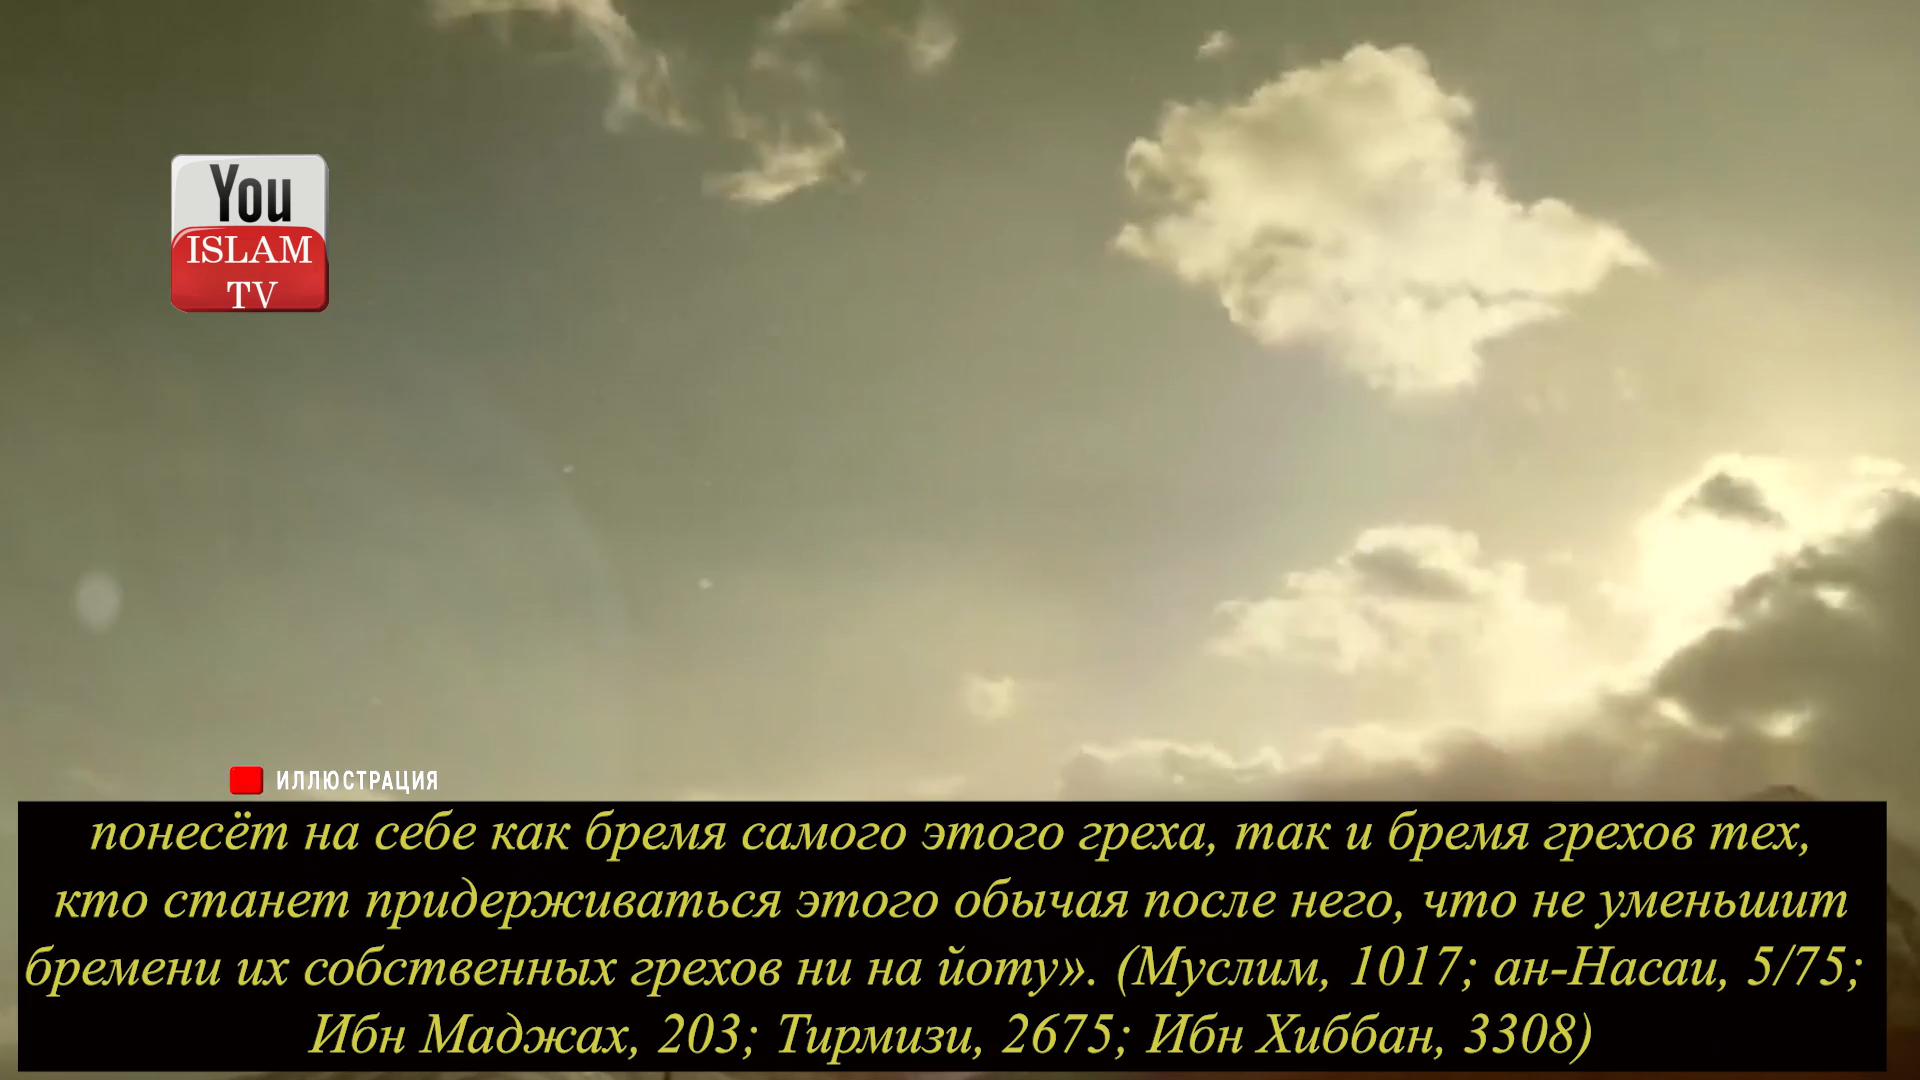 You
ISLAM
TV
ИЛЛЮСТРАЦИЯ
понесёт на себе как бремя самого этого греха, так и бремя грехов тех,
кто станет придерживаться этого обычая после него, что не уменьшит
бремени их собственных грехов ни на йоту». (Муслим, 1017; ан-Насаи, 5/75;
Ибн Маджах, 203; Тирмизи, 2675; Ибн Хиббан, 3308)